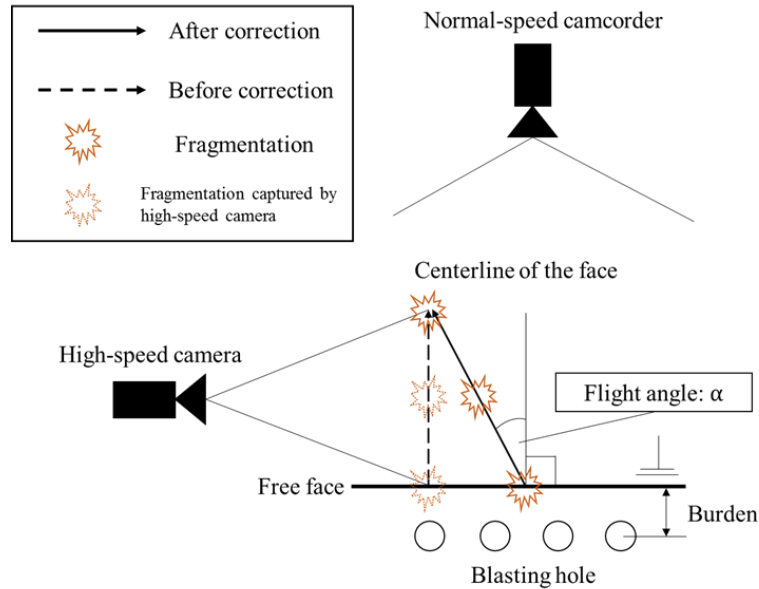 After correction
Before correction
Fragmentation
Fragmentation captured by
high-speed camera
Normal-speed camcorder
Centerline of the face
High-speed camera
Flight angle: α
Free face
Burden
Blasting hole